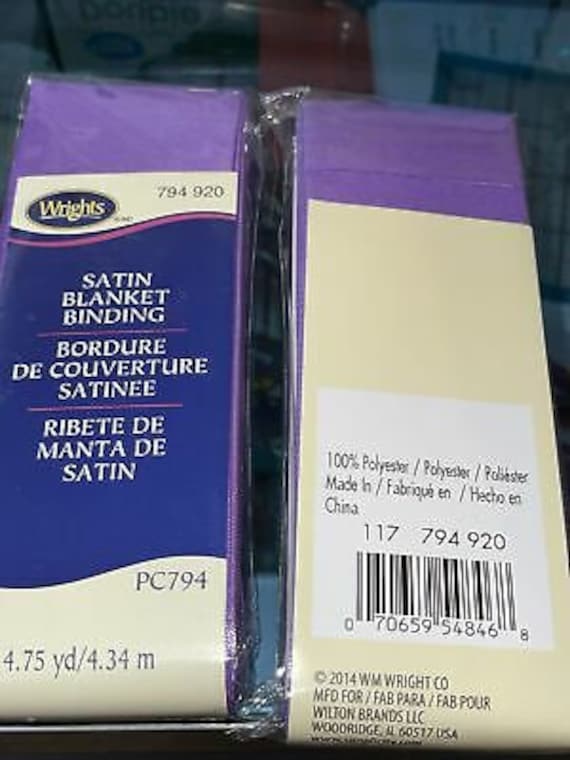 Wrights
794 920
SATIN
BLANKET
BINDING
BORDURE
DE COUVERTURE
SATINEE
RIBETE DE
MANTA DE
SATIN
PC794
4.75 yd/4.34 m
100% Polyester / Polyester / Poliéster
Made In / Fabriqué en / Hecho en
China
117 794 920
0 70659 54846 8
© 2014 WM WRIGHT CO
MFD FOR / FAB PARA / FAB POUR
WILTON BRANDS LLC
WOODRIDGE, IL 60517 USA